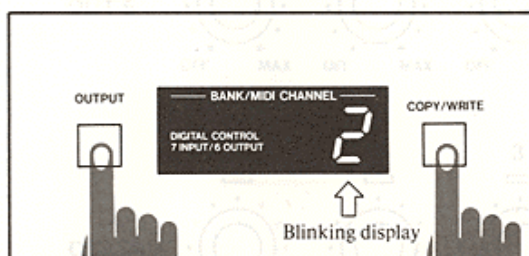 OUTPUT
BANK/MIDI CHANNEL
COPY/WRITE
DIGITAL CONTROL
7 INPUT/6 OUTPUT
2
Blinking display